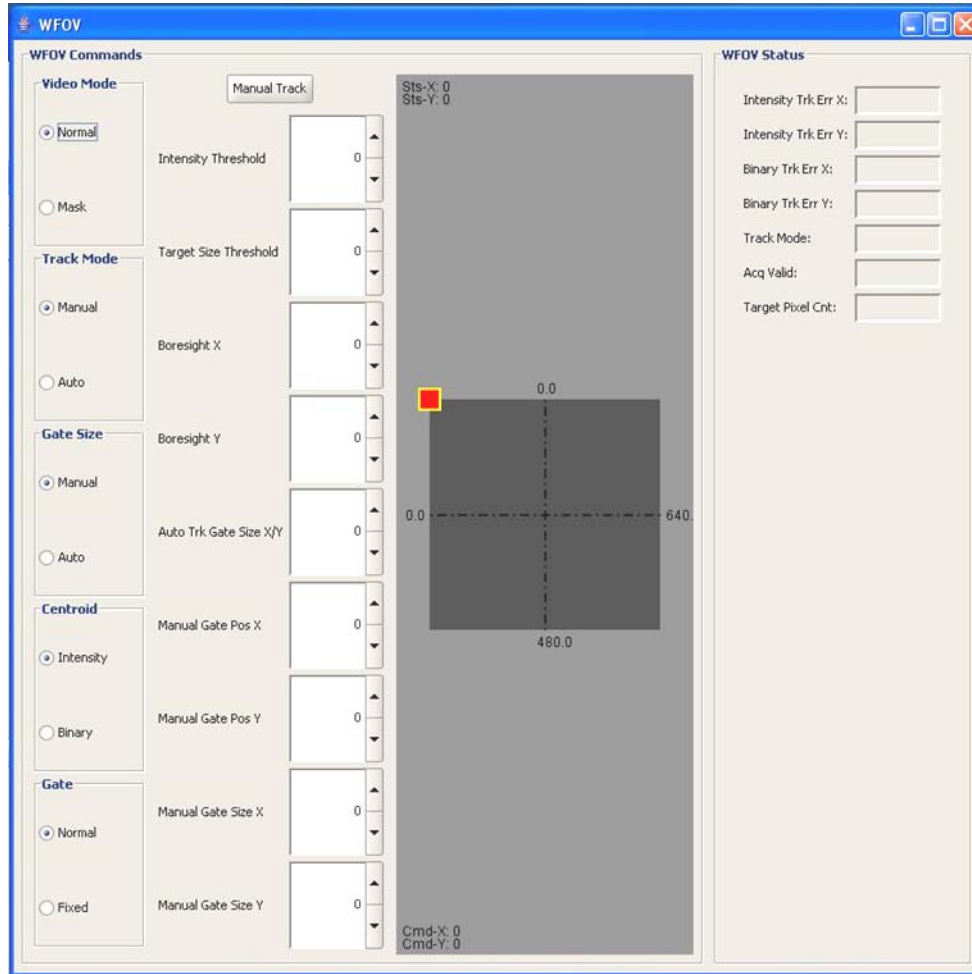 WFOV
WFOV Commands
Video Mode
Normal
Mask
Track Mode
Manual
Auto
Gate Size
Manual
Auto
Centroid
Intensity
Binary
Gate
Normal
Fixed
Manual Track
Intensity Threshold 0
Target Size Threshold 0
Boresight X 0
Boresight Y 0
Auto Trk Gate Size X/Y 0
Manual Gate Pos X 0
Manual Gate Pos Y 0
Manual Gate Size X 0
Manual Gate Size Y 0
Sts-X: 0
Sts-Y: 0
0.0
0.0 640.
480.0
Cmd-X: 0
Cmd-Y: 0
WFOV Status
Intensity Trk Err X:
Intensity Trk Err Y:
Binary Trk Err X:
Binary Trk Err Y:
Track Mode:
Acq Valid:
Target Pixel Cnt: